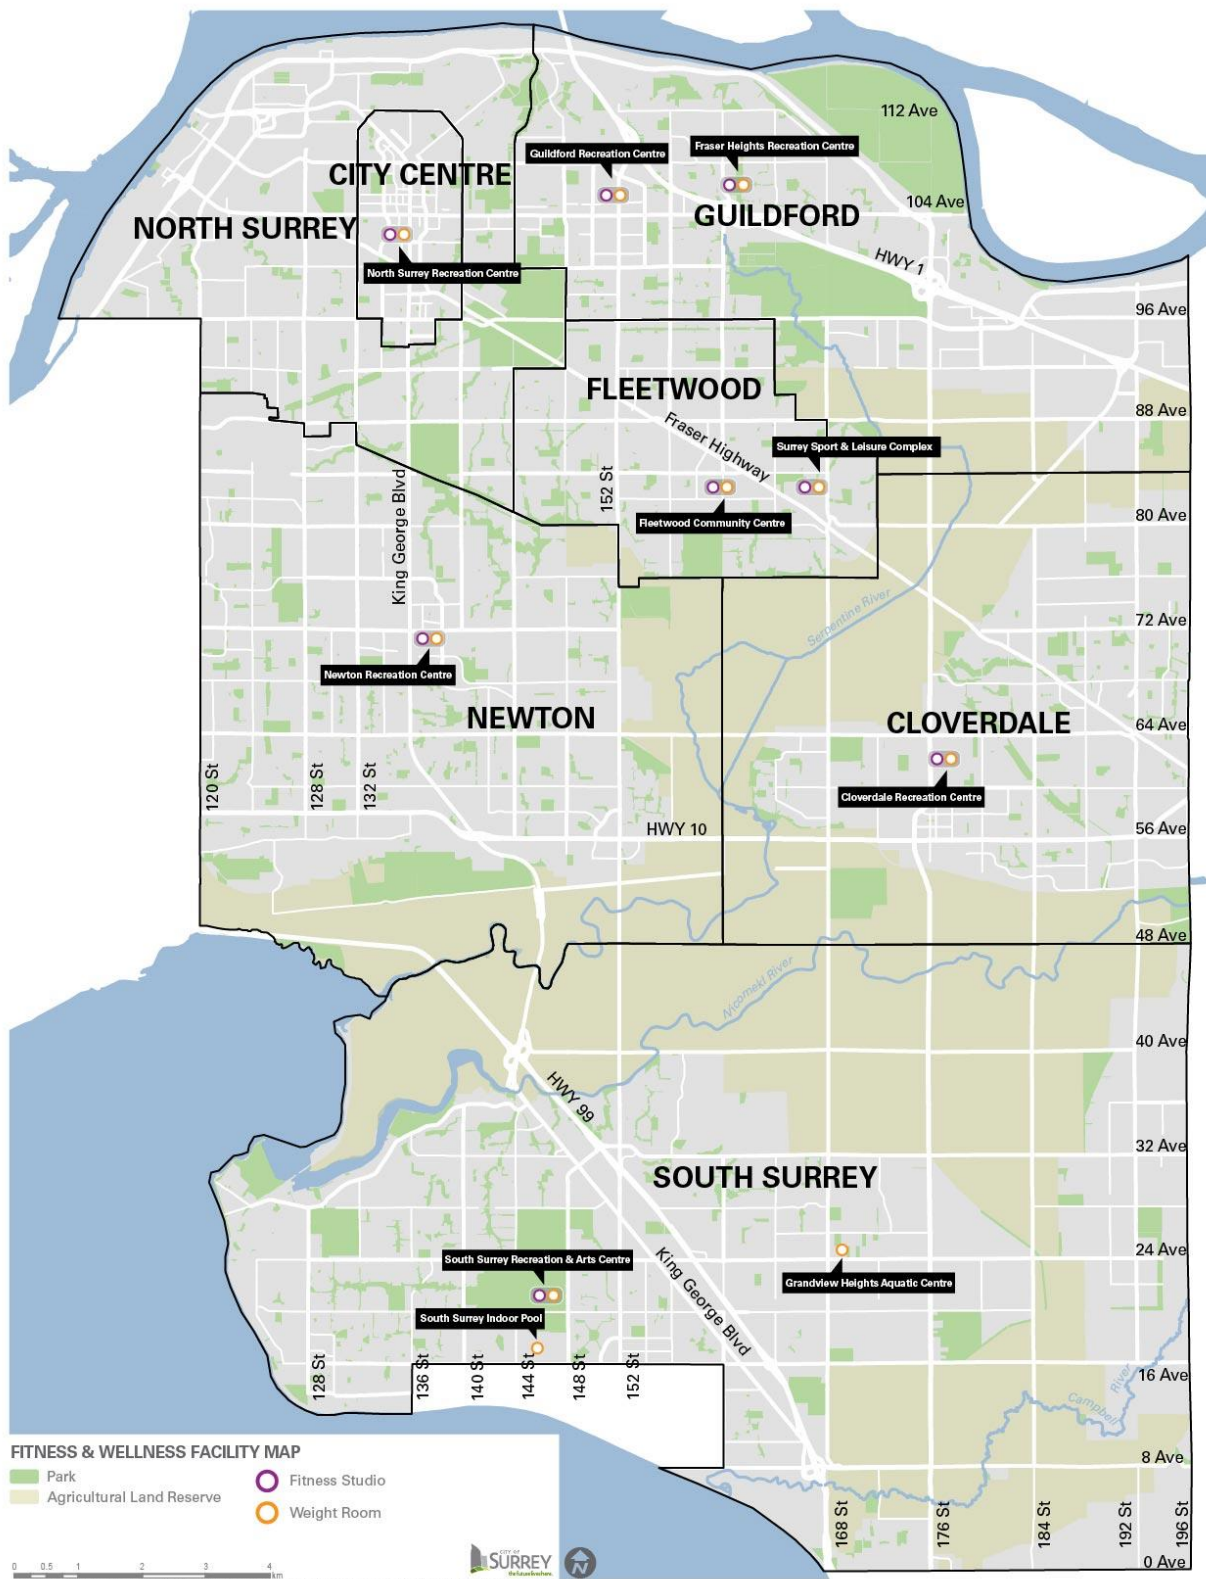 112 Ave
Guildford Recreation Centre
Fraser Heights Recreation Centre
CITY CENTRE
104 Ave
NORTH SURREY
GUILDFORD
HWY 1
North Surrey Recreation Centre
96 Ave
FLEETWOOD
88 Ave
Fraser Highway
Surrey Sport & Leisure Complex
King George Blvd
152 St
80 Ave
Fleetwood Community Centre
Serpentine River
72 Ave
Newton Recreation Centre
NEWTON
CLOVERDALE
64 Ave
120 St
128 St
132 St
Cloverdale Recreation Centre
HWY 10
56 Ave
48 Ave
Nicomekl River
40 Ave
HWY 99
32 Ave
SOUTH SURREY
24 Ave
South Surrey Recreation & Arts Centre
King George Blvd
Grandview Heights Aquatic Centre
South Surrey Indoor Pool
128 St
136 St
140 St
144 St
148 St
152 St
16 Ave
Campbell River
8 Ave
FITNESS & WELLNESS FACILITY MAP
Park
Agricultural Land Reserve
Fitness Studio
Weight Room
168 St
176 St
184 St
192 St
196 St
0 Ave
0 0.5 1 2 3 4
km
CITY OF
SURREY
the future lives here.
N